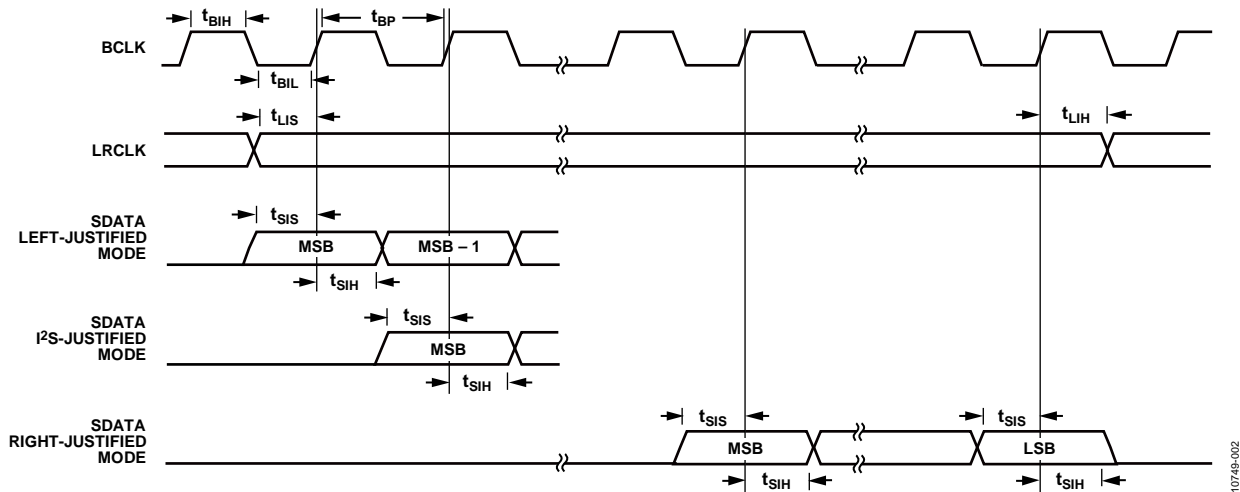 tBIH
tBP
BCLK
tBIL
tLIS
tLIH
LRCLK
SDATA
LEFT-JUSTIFIED
MODE
tSIS
MSB
MSB – 1
tSIH
SDATA
I²S-JUSTIFIED
MODE
tSIS
MSB
tSIH
SDATA
RIGHT-JUSTIFIED
MODE
tSIS
tSIS
MSB
LSB
tSIH
tSIH
10749-002